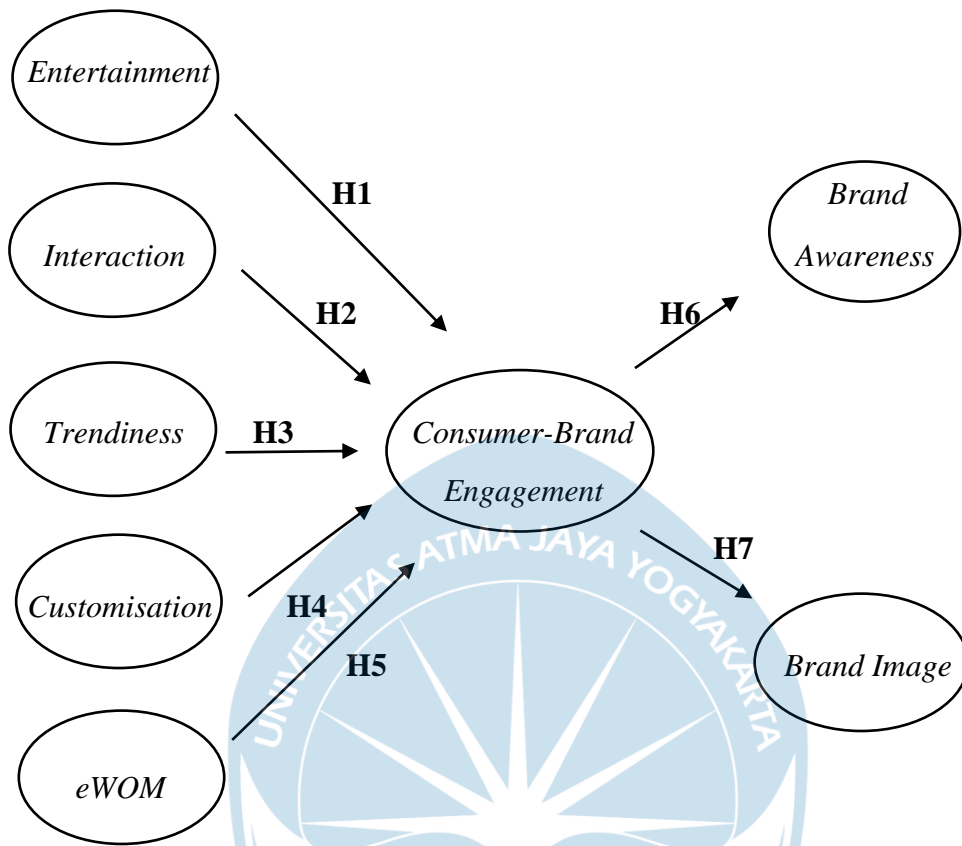 Entertainment
H1
Brand
Awareness
Interaction
H2
H6
Trendiness
H3
Consumer-Brand
Engagement
H7
Customisation
H4
H5
Brand Image
eWOM
UNIVERSITAS ATMA JAYA YOGYAKARTA